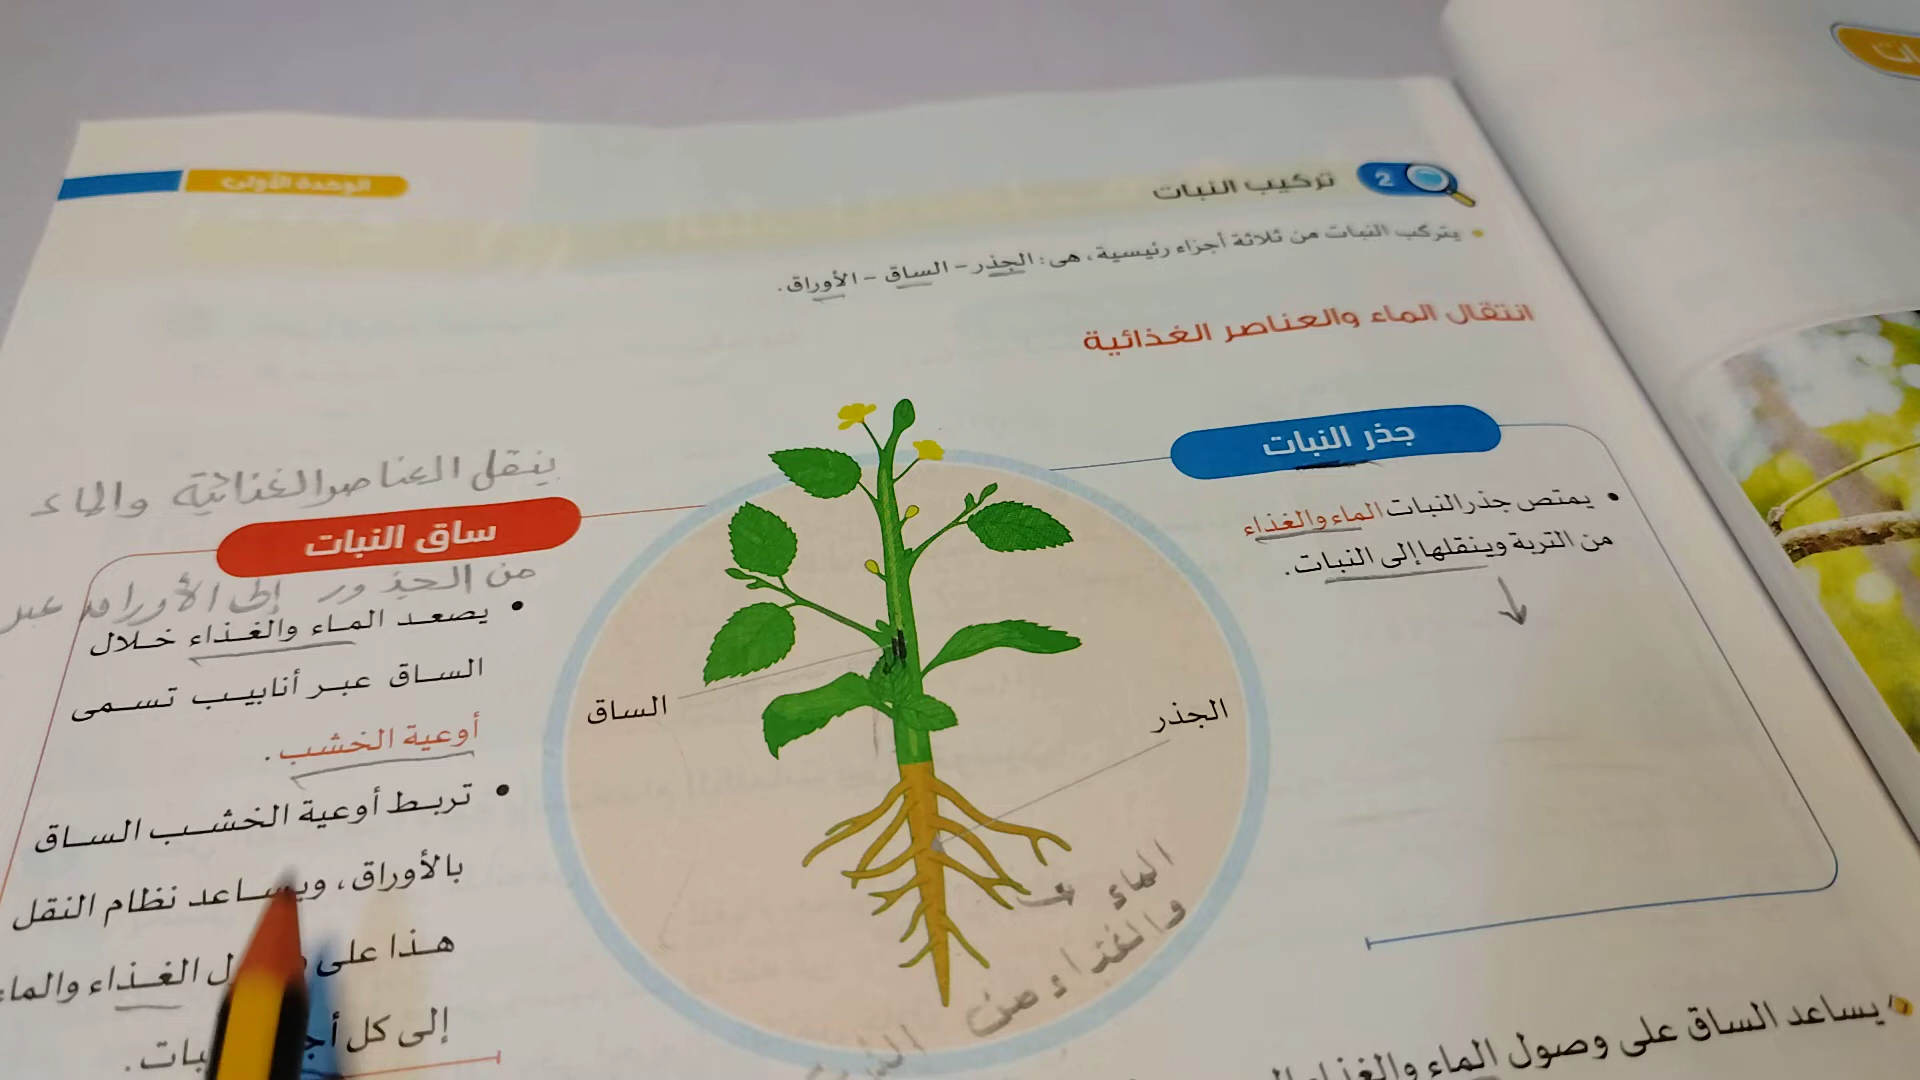 الوحدة الأولى
2 تركيب النبات
يتركب النبات من ثلاثة أجزاء رئيسية، هى: الجذر - الساق - الأوراق.
انتقال الماء والعناصر الغذائية
جذر النبات
يمتص جذر النبات الماء والغذاء
من التربة وينقلها إلى النبات.
ينقل العناصر الغذائية والماء
ساق النبات
من الجذور إلى الأوراق عبر
يصعد الماء والغذاء خلال
الساق عبر أنابيب تسمى
أوعية الخشب.
تربط أوعية الخشب الساق
بالأوراق، ويساعد نظام النقل
هذا على الغذاء والماء
إلى كل
الساق
الجذر
الماء
والغذاء من
يساعد الساق على وصول الماء والغذاء